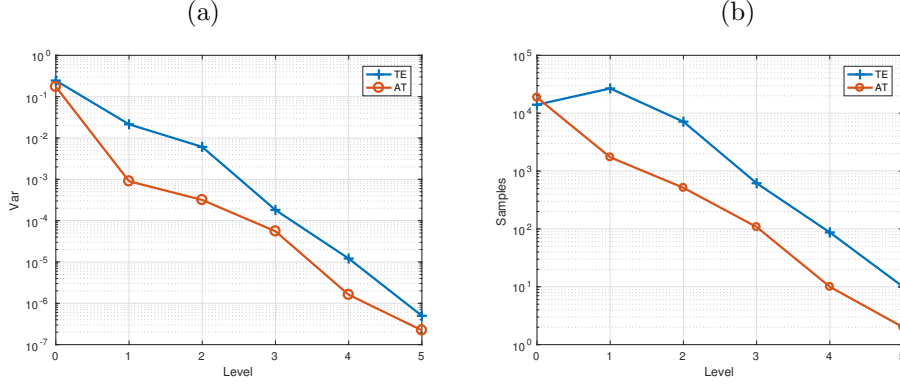 (a)
10^0
10^-1
10^-2
10^-3
10^-4
10^-5
10^-6
10^-7
Var
0 1 2 3 4 5
Level
TE
AT
(b)
10^5
10^4
10^3
10^2
10^1
10^0
Samples
0 1 2 3 4 5
Level
TE
AT